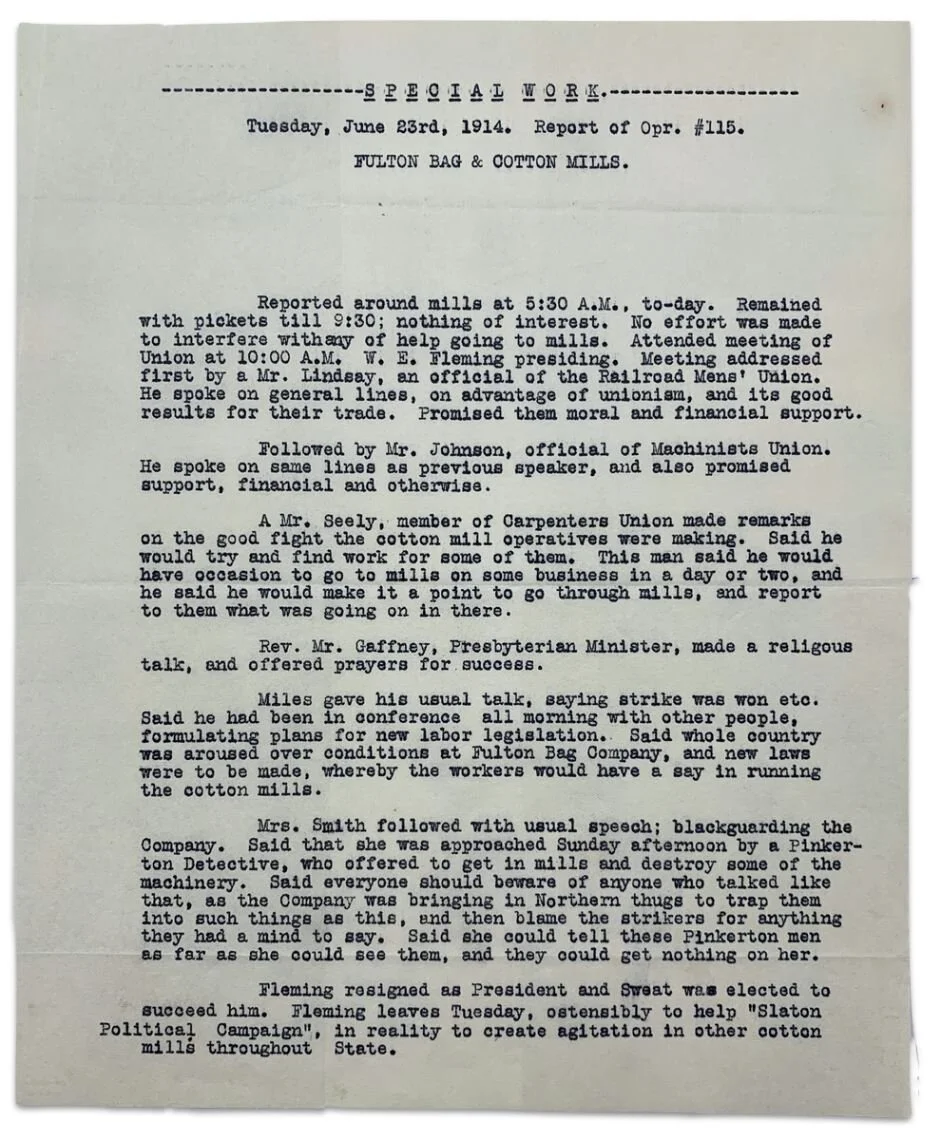 --------------------SPECIAL WORK.-------------------
Tuesday, June 23rd, 1914. Report of Opr. #115.
FULTON BAG & COTTON MILLS.
Reported around mills at 5:30 A.M., to-day. Remained
with pickets till 9:30; nothing of interest. No effort was made
to interfere withany of help going to mills. Attended meeting of
Union at 10:00 A.M. W. E. Fleming presiding. Meeting addressed
first by a Mr. Lindsay, an official of the Railroad Mens' Union.
He spoke on general lines, on advantage of unionism, and its good
results for their trade. Promised them moral and financial support.
Followed by Mr. Johnson, official of Machinists Union.
He spoke on same lines as previous speaker, and also promised
support, financial and otherwise.
A Mr. Seely, member of Carpenters Union made remarks
on the good fight the cotton mill operatives were making. Said he
would try and find work for some of them. This man said he would
have occasion to go to mills on some business in a day or two, and
he said he would make it a point to go through mills, and report
to them what was going on in there.
Rev. Mr. Gaffney, Presbyterian Minister, made a religous
talk, and offered prayers for success.
Miles gave his usual talk, saying strike was won etc.
Said he had been in conference all morning with other people,
formulating plans for new labor legislation. Said whole country
was aroused over conditions at Fulton Bag Company, and new laws
were to be made, whereby the workers would have a say in running
the cotton mills.
Mrs. Smith followed with usual speech; blackguarding the
Company. Said that she was approached Sunday afternoon by a Pinker-
ton Detective, who offered to get in mills and destroy some of the
machinery. Said everyone should beware of anyone who talked like
that, as the Company was bringing in Northern thugs to trap them
into such things as this, and then blame the strikers for anything
they had a mind to say. Said she could tell these Pinkerton men
as far as she could see them, and they could get nothing on her.
Fleming resigned as President and Sweat was elected to
succeed him. Fleming leaves Tuesday, ostensibly to help "Slaton
Political Campaign", in reality to create agitation in other cotton
mills throughout State.